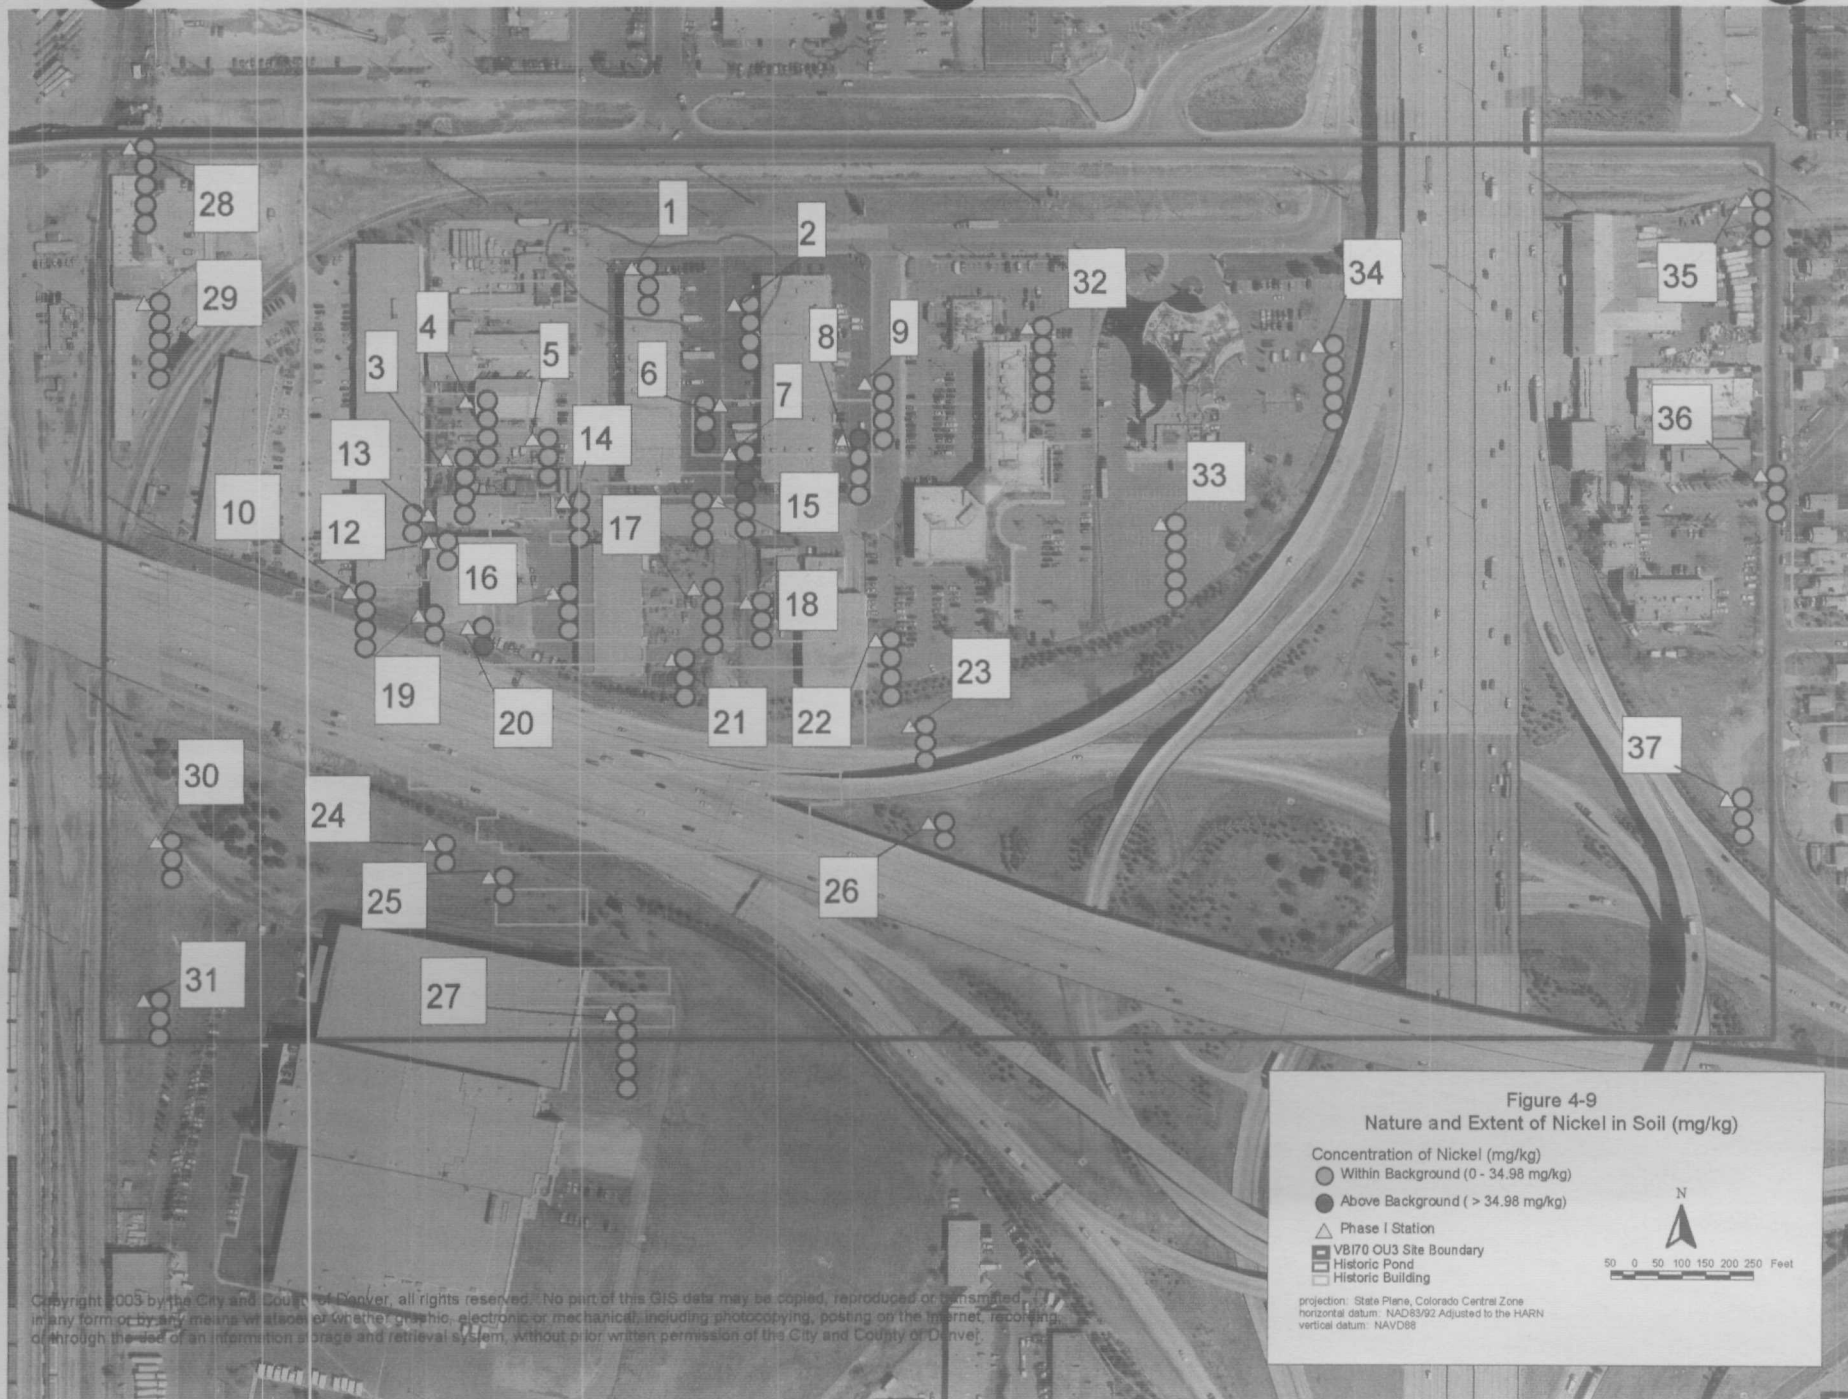 28
1
2
29
32
34
35
4
3
5
6
8
9
7
13
14
36
10
12
15
33
17
16
18
19
20
21
22
23
37
30
24
25
26
31
27
Figure 4-9
Nature and Extent of Nickel in Soil (mg/kg)
Concentration of Nickel (mg/kg)
Within Background (0 - 34.98 mg/kg)
Above Background ( > 34.98 mg/kg)
Phase I Station
VBI70 OU3 Site Boundary
Historic Pond
Historic Building
N
50 0 50 100 150 200 250 Feet
projection: State Plane, Colorado Central Zone
horizontal datum: NAD83/92 Adjusted to the HARN
vertical datum: NAVD88
Copyright 2003 by the City and County of Denver, all rights reserved. No part of this GIS data may be copied, reproduced or transmitted,
in any form or by any means whatsoever whether graphic, electronic or mechanical, including photocopying, posting on the internet, recording,
or through the use of an information storage and retrieval system, without prior written permission of the City and County of Denver.